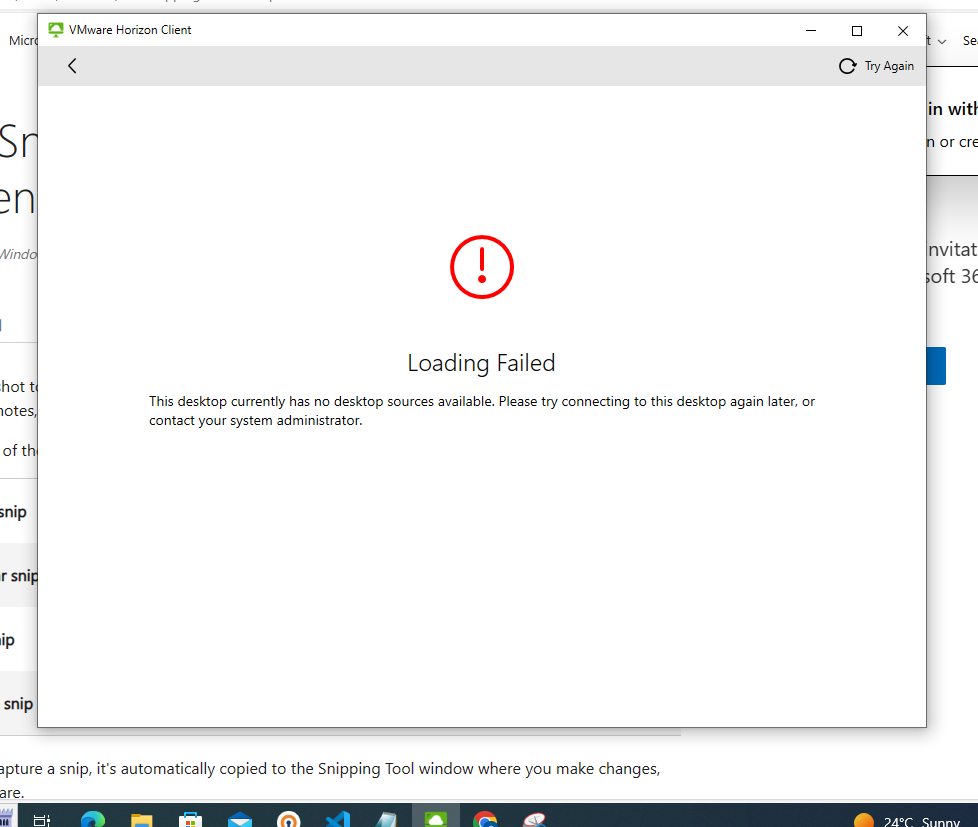 VMware Horizon Client
Try Again
Loading Failed
This desktop currently has no desktop sources available. Please try connecting to this desktop again later, or
contact your system administrator.
Micro
t
Sea
in with
n or cre
Sn
en
Windo
nvitat
soft 36
hot to
notes,
of the
snip
r snip
ip
snip
apture a snip, it's automatically copied to the Snipping Tool window where you make changes,
are.
24°C Sunny